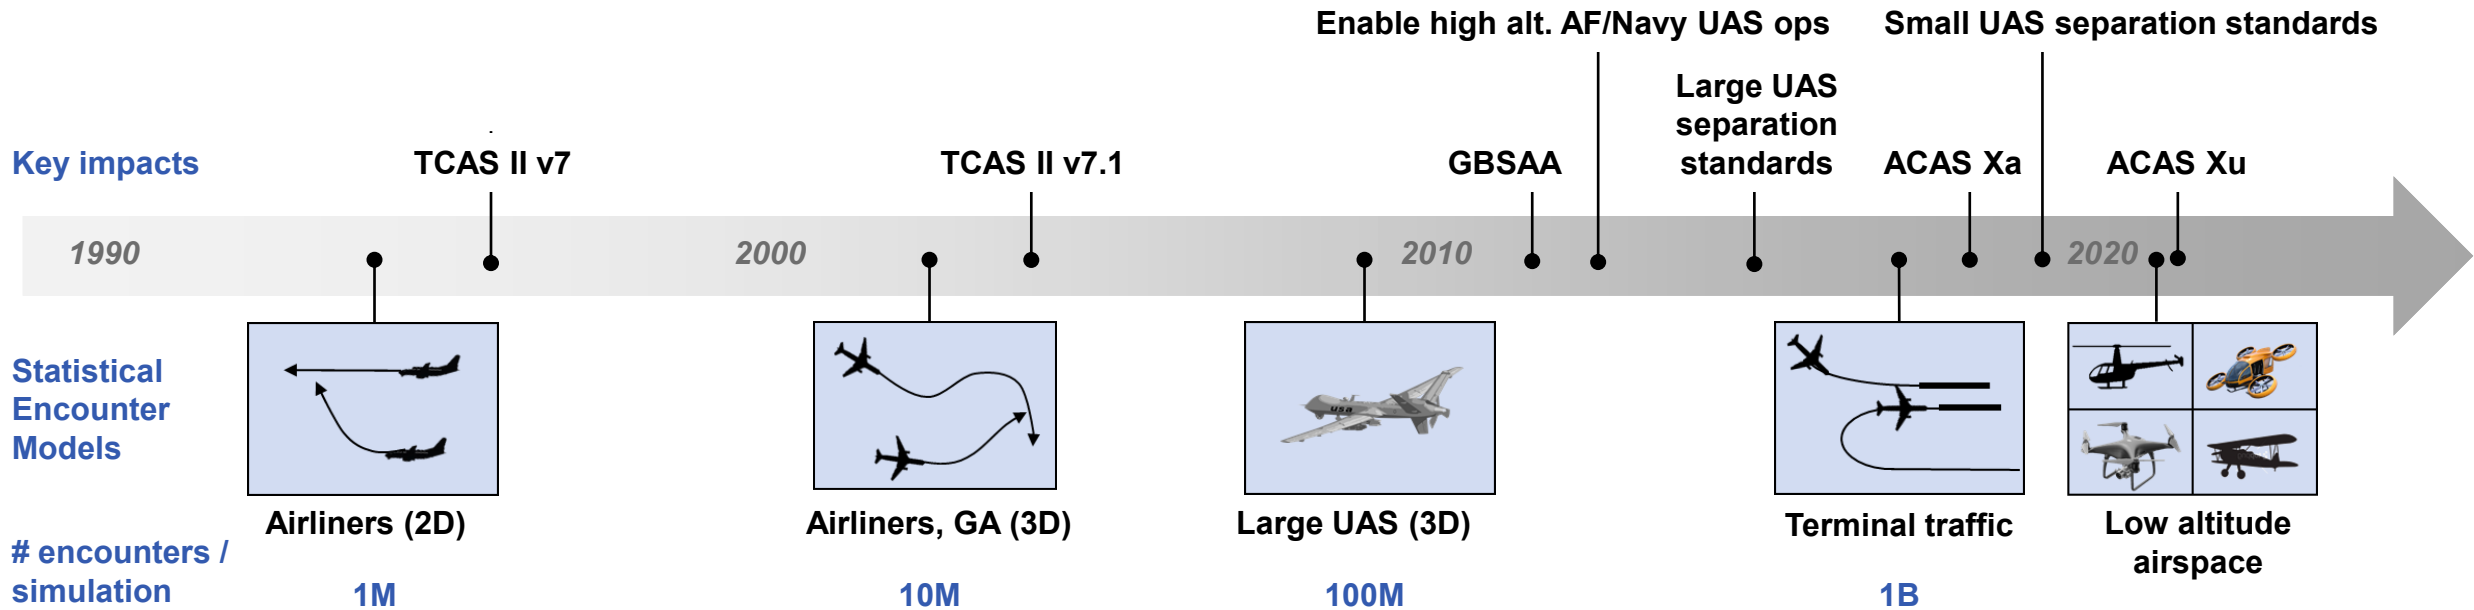 Enable high alt. AF/Navy UAS ops
Small UAS separation standards
Large UAS
separation
standards
Key impacts
TCAS II v7
TCAS II v7.1
GBSAA
ACAS Xa
ACAS Xu
1990
2000
2010
2020
Statistical
Encounter
Models
usa
Airliners (2D)
Airliners, GA (3D)
Large UAS (3D)
Terminal traffic
Low altitude
airspace
# encounters /
simulation
1M
10M
100M
1B